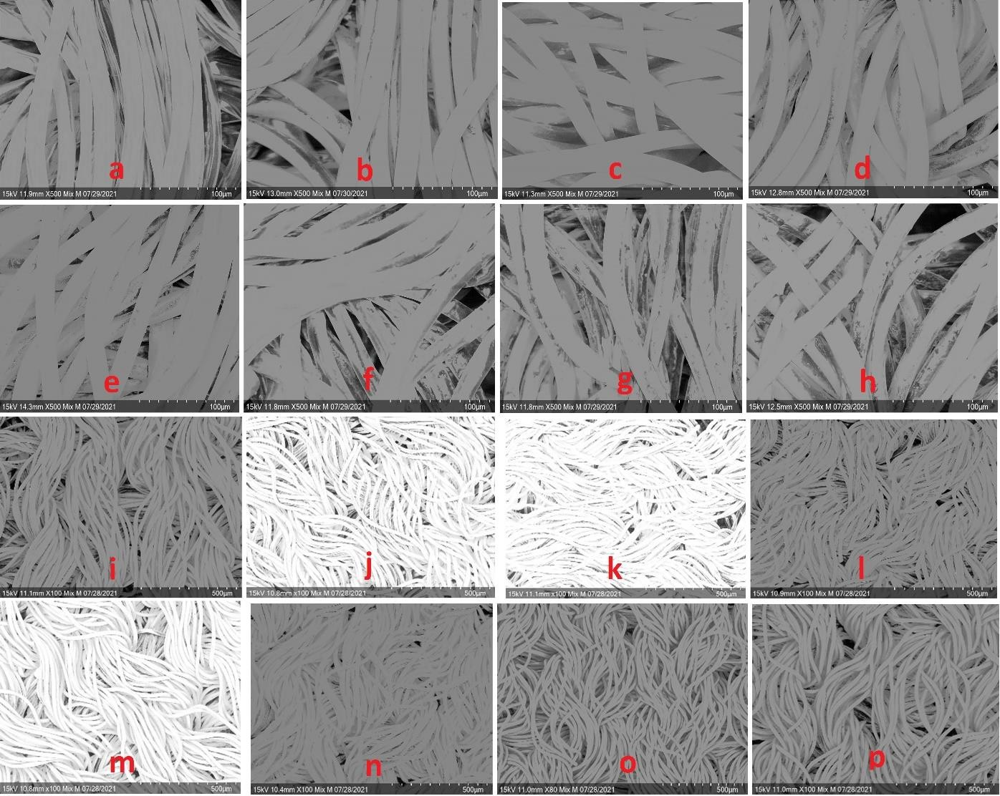 a
15kV 11.9mm X500 Mix M 07/29/2021 100µm
b
15kV 13.0mm X500 Mix M 07/30/2021 100µm
c
15kV 11.3mm X500 Mix M 07/29/2021 100µm
d
15kV 12.8mm X500 Mix M 07/29/2021 100µm
e
15kV 14.3mm X500 Mix M 07/29/2021 100µm
f
15kV 11.8mm X500 Mix M 07/29/2021 100µm
g
15kV 11.8mm X500 Mix M 07/29/2021 100µm
h
15kV 12.5mm X500 Mix M 07/29/2021 100µm
i
15kV 11.1mm X100 Mix M 07/28/2021 500µm
j
15kV 10.8mm x100 Mix M 07/28/2021 500µm
k
15kV 11.1mm x100 Mix M 07/28/2021 500µm
l
15kV 10.9mm X100 Mix M 07/28/2021 500µm
m
15kV 10.8mm x100 Mix M 07/28/2021 500µm
n
15kV 10.4mm X100 Mix M 07/28/2021 500µm
o
15kV 11.0mm X80 Mix M 07/28/2021 500µm
p
15kV 11.0mm X100 Mix M 07/28/2021 500µm